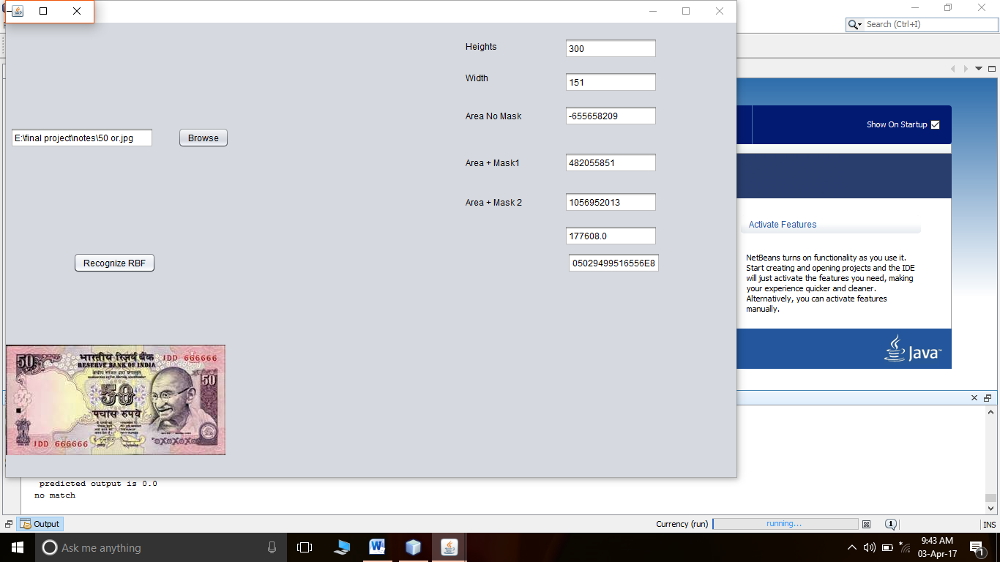 Search (Ctrl+I)
Heights
300
Width
151
Area No Mask
-655658209
E:\final project\notes\50 or.jpg
Browse
Area + Mask1
482055851
Area + Mask 2
1056952013
177608.0
Recognize RBF
05029499516556E8
Show On Startup
Activate Features
NetBeans turns on functionality as you use it.
Start creating and opening projects and the IDE
will just activate the features you need, making
your experience quicker and cleaner.
Alternatively, you can activate features
manually.
Java
भारतीय रिज़र्व बैंक
JDD 666666
RESERVE BANK OF INDIA
50
50
50
पचास रुपये
JDD 666666
predicted output is 0.0
no match
Output
Currency (run)
running...
1
INS
Ask me anything
9:43 AM
03-Apr-17
1